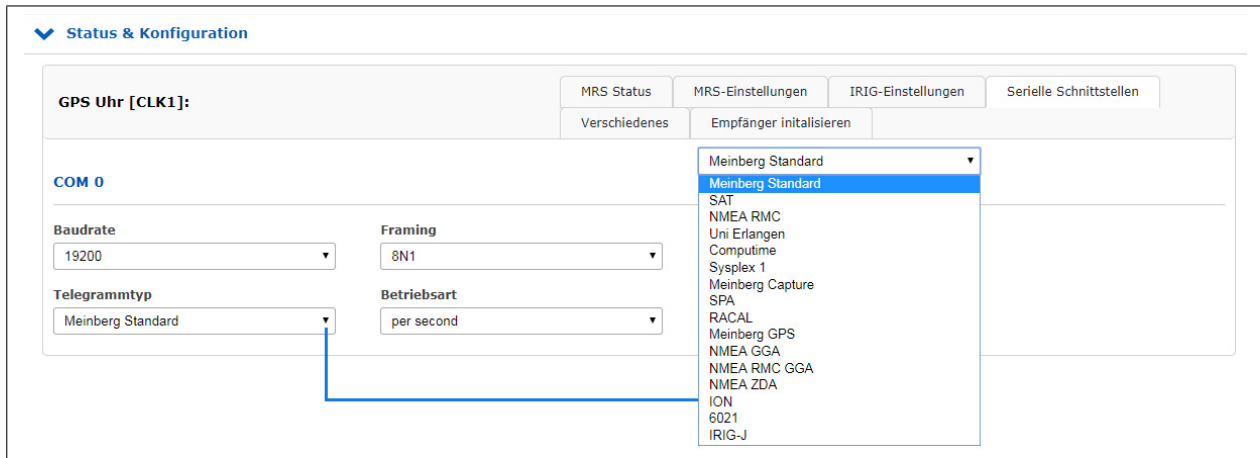 Status & Konfiguration
GPS Uhr [CLK1]:
MRS Status
MRS-Einstellungen
IRIG-Einstellungen
Serielle Schnittstellen
Verschiedenes
Empfänger initalisieren
COM 0
Baudrate
19200
Framing
8N1
Telegrammtyp
Meinberg Standard
Betriebsart
per second
Meinberg Standard
Meinberg Standard
SAT
NMEA RMC
Uni Erlangen
Computime
Sysplex 1
Meinberg Capture
SPA
RACAL
Meinberg GPS
NMEA GGA
NMEA RMC GGA
NMEA ZDA
ION
6021
IRIG-J